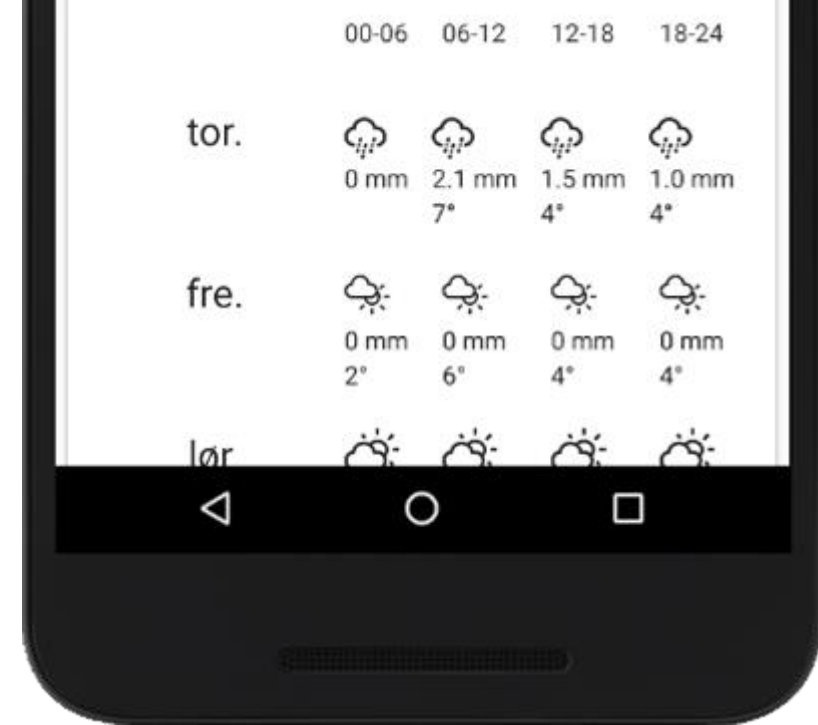 00-06 06-12 12-18 18-24
tor.
0 mm 2.1 mm 1.5 mm 1.0 mm
7° 4° 4°
fre.
0 mm 0 mm 0 mm 0 mm
2° 6° 4° 4°
lør